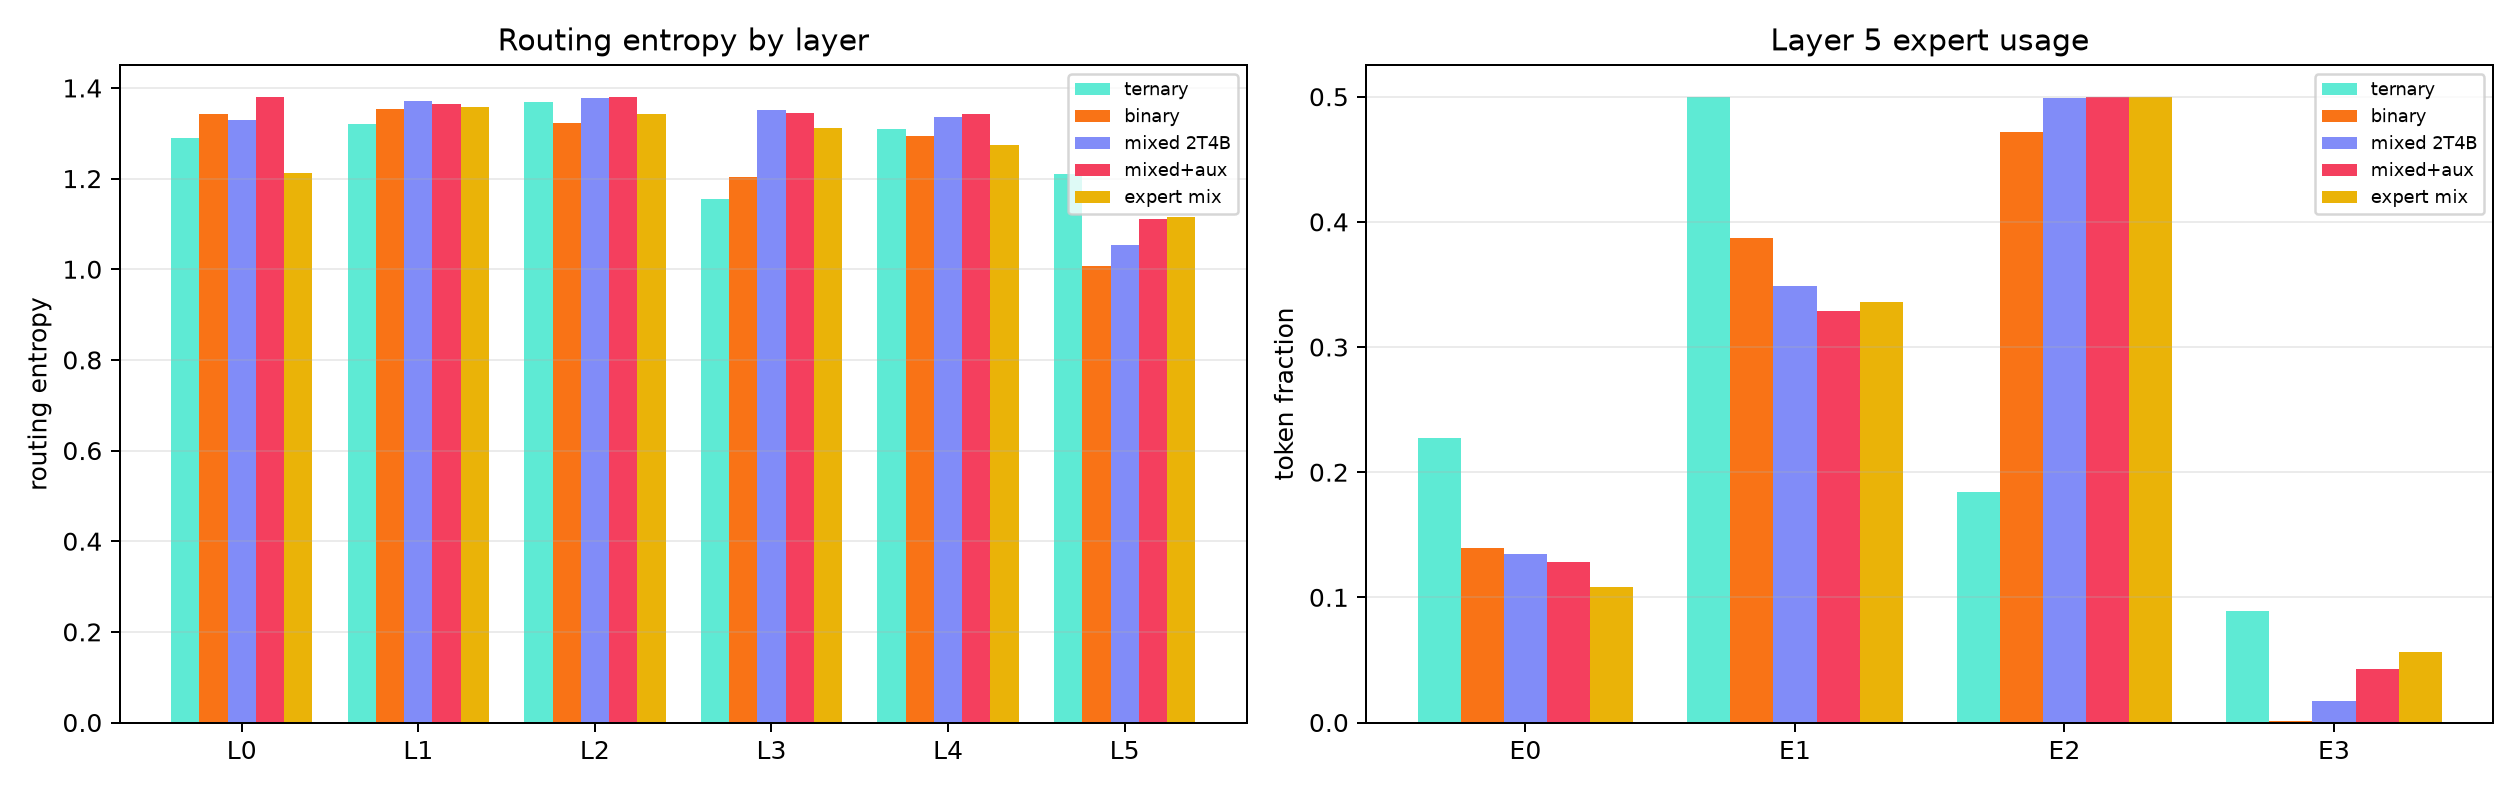 Routing entropy by layer
routing entropy
1.4
1.2
1.0
0.8
0.6
0.4
0.2
0.0
L0 L1 L2 L3 L4 L5
ternary
binary
mixed 2T4B
mixed+aux
expert mix
Layer 5 expert usage
token fraction
0.5
0.4
0.3
0.2
0.1
0.0
E0 E1 E2 E3
ternary
binary
mixed 2T4B
mixed+aux
expert mix